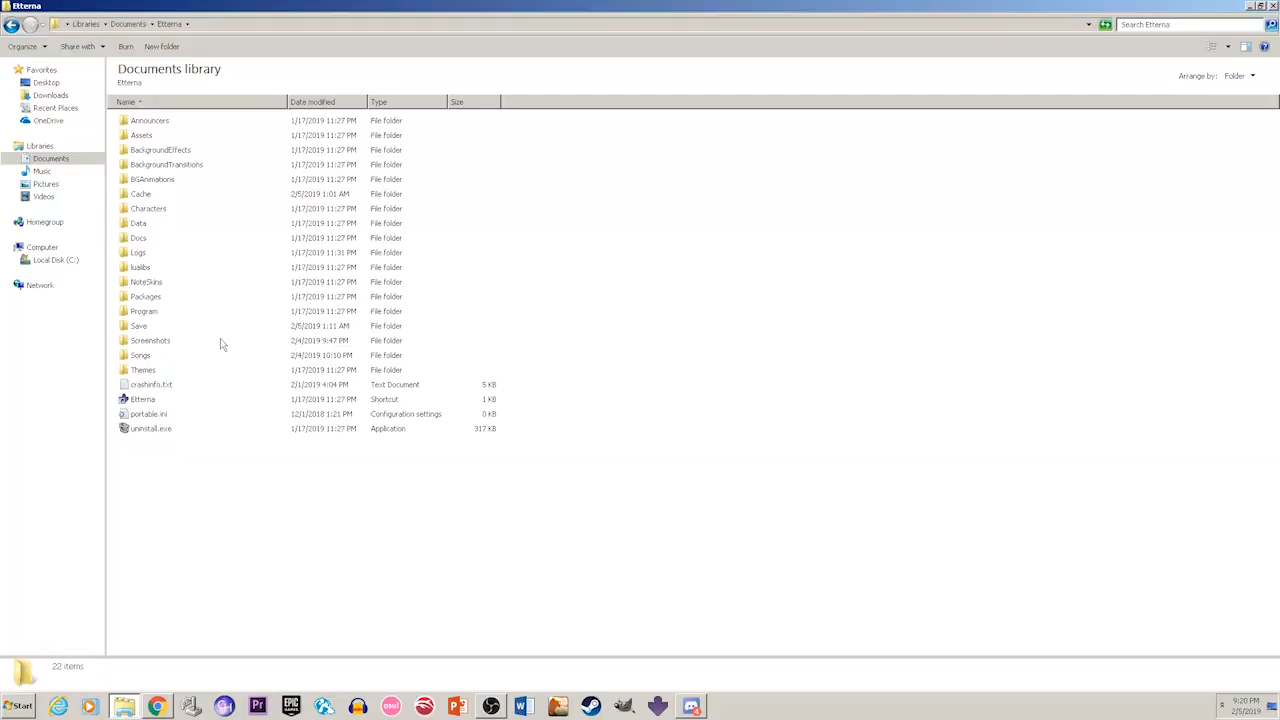 Etterna
Libraries Documents Etterna
Search Etterna
Organize Share with Burn New folder
Documents library
Etterna
Arrange by: Folder
Name Date modified Type Size
Favorites
Desktop
Downloads
Recent Places
OneDrive
Libraries
Documents
Music
Pictures
Videos
Homegroup
Computer
Local Disk (C:)
Network
Announcers 1/17/2019 11:27 PM File folder
Assets 1/17/2019 11:27 PM File folder
BackgroundEffects 1/17/2019 11:27 PM File folder
BackgroundTransitions 1/17/2019 11:27 PM File folder
BGAnimations 1/17/2019 11:27 PM File folder
Cache 2/5/2019 1:01 AM File folder
Characters 1/17/2019 11:27 PM File folder
Data 1/17/2019 11:27 PM File folder
Docs 1/17/2019 11:27 PM File folder
Logs 1/17/2019 11:31 PM File folder
lualibs 1/17/2019 11:27 PM File folder
NoteSkins 1/17/2019 11:27 PM File folder
Packages 1/17/2019 11:27 PM File folder
Program 1/17/2019 11:27 PM File folder
Save 2/5/2019 1:11 AM File folder
Screenshots 2/4/2019 9:47 PM File folder
Songs 2/4/2019 10:10 PM File folder
Themes 1/17/2019 11:27 PM File folder
crashinfo.txt 2/1/2019 4:04 PM Text Document 5 KB
Etterna 1/17/2019 11:27 PM Shortcut 1 KB
portable.ini 12/1/2018 1:21 PM Configuration settings 0 KB
uninstall.exe 1/17/2019 11:27 PM Application 317 KB
22 items
Start
Pr
EPIC GAMES
osu!
9:20 PM
2/5/2019